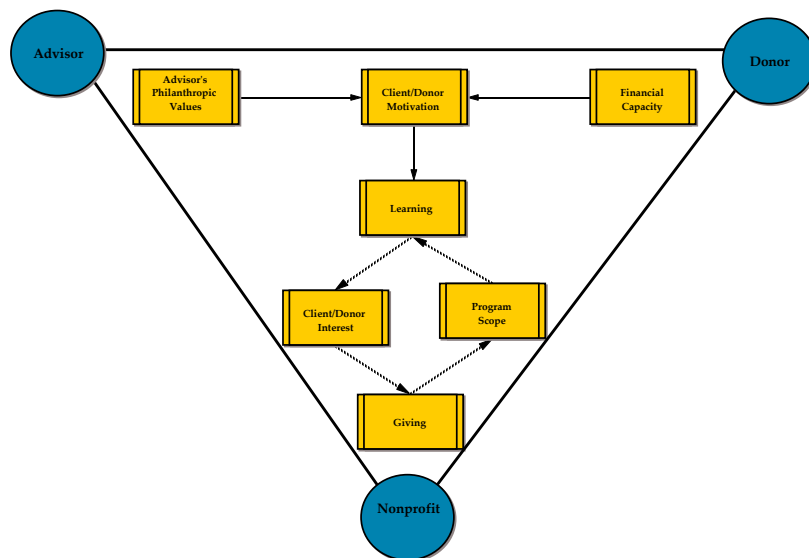 Advisor
Donor
Advisor's
Philanthropic
Values
Client/Donor
Motivation
Financial
Capacity
Learning
Client/Donor
Interest
Program
Scope
Giving
Nonprofit